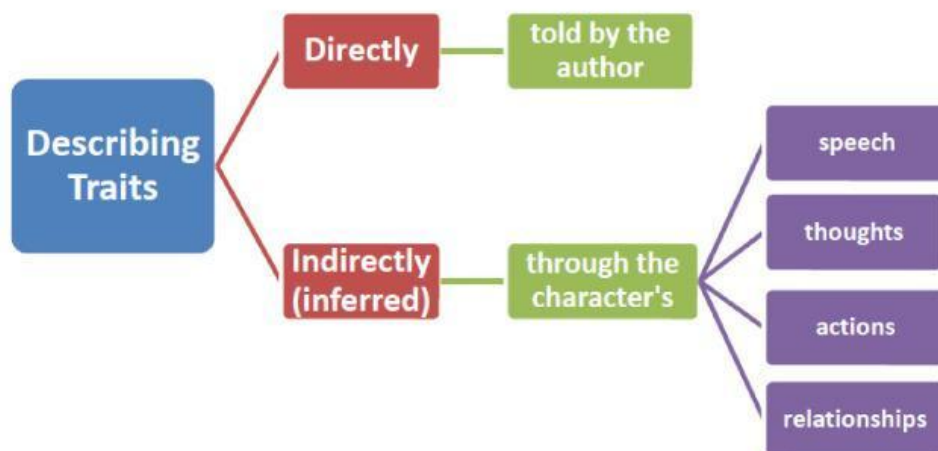 Describing
Traits
Directly
told by the
author
Indirectly
(inferred)
through the
character's
speech
thoughts
actions
relationships